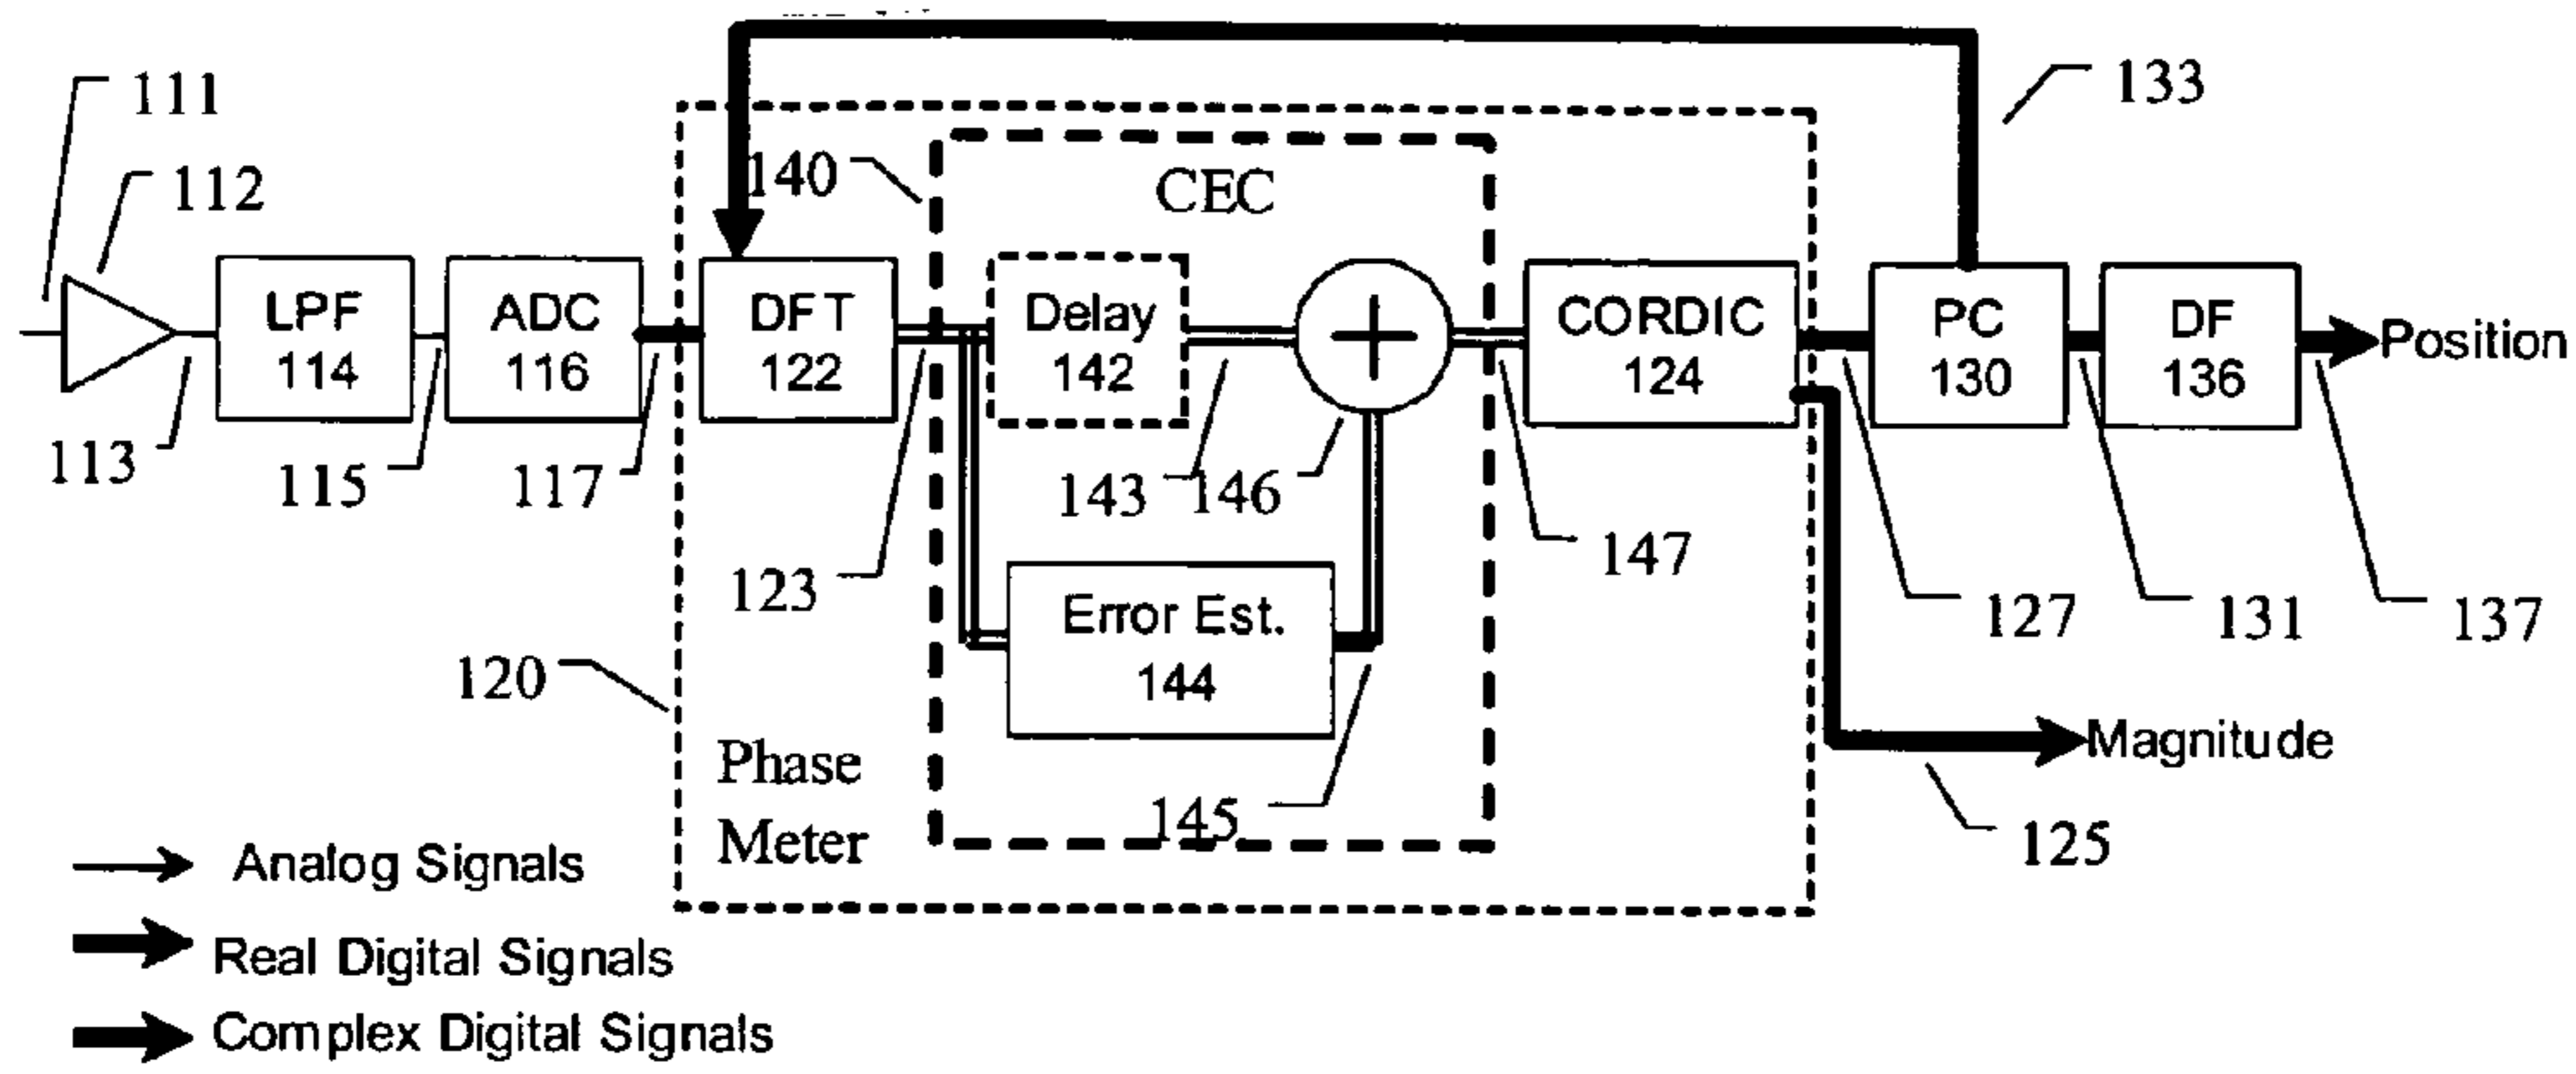 111
133
112
140
CEC
LPF
114
ADC
116
DFT
122
Delay
142
CORDIC
124
PC
130
DF
136
Position
113
115
117
143
146
123
147
127
131
137
Error Est.
144
120
Phase
Meter
145
Magnitude
125
Analog Signals
Real Digital Signals
Complex Digital Signals